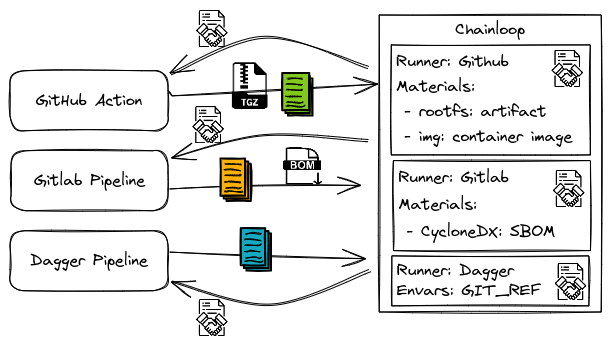 Chainloop
Runner: Github
Materials:
- rootfs: artifact
- img: container image
GitHub Action
TGZ
Gitlab Pipeline
BOM
Runner: Gitlab
Materials:
- CycloneDX: SBOM
Dagger Pipeline
Runner: Dagger
Envars: GIT_REF